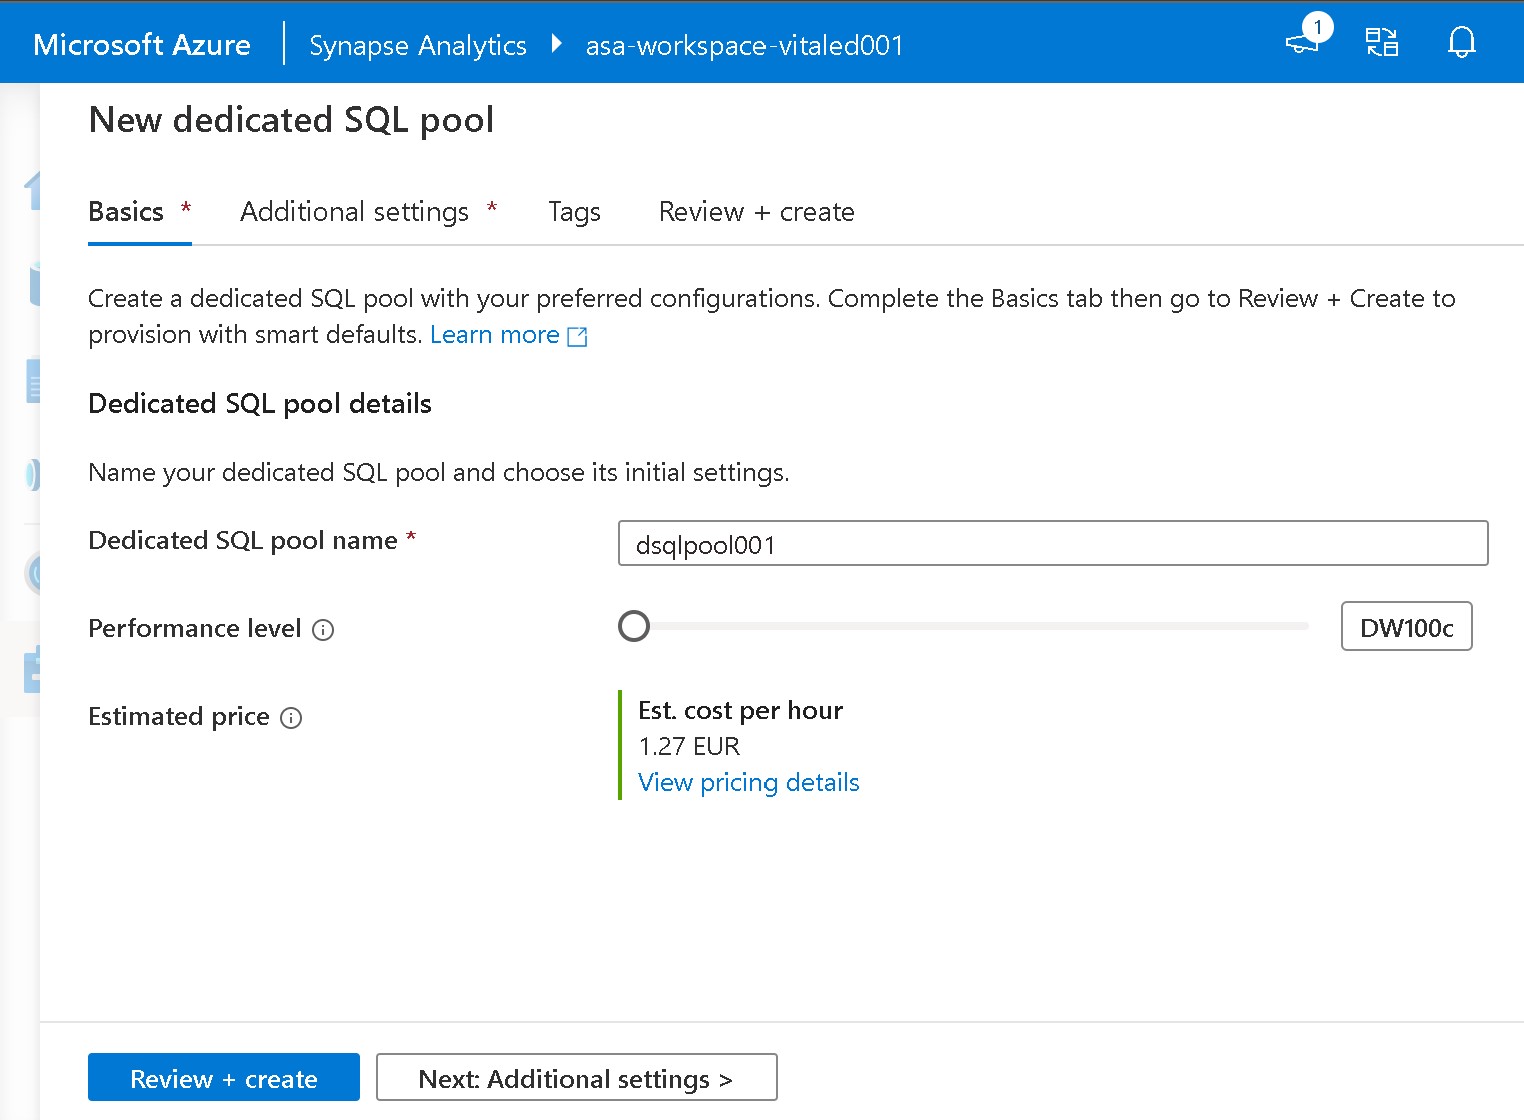 Microsoft Azure
Synapse Analytics
asa-workspace-vitaled001
1
New dedicated SQL pool
Basics *
Additional settings *
Tags
Review + create
Create a dedicated SQL pool with your preferred configurations. Complete the Basics tab then go to Review + Create to
provision with smart defaults. Learn more
Dedicated SQL pool details
Name your dedicated SQL pool and choose its initial settings.
Dedicated SQL pool name *
dsqlpool001
Performance level
DW100c
Estimated price
Est. cost per hour
1.27 EUR
View pricing details
Review + create
Next: Additional settings >